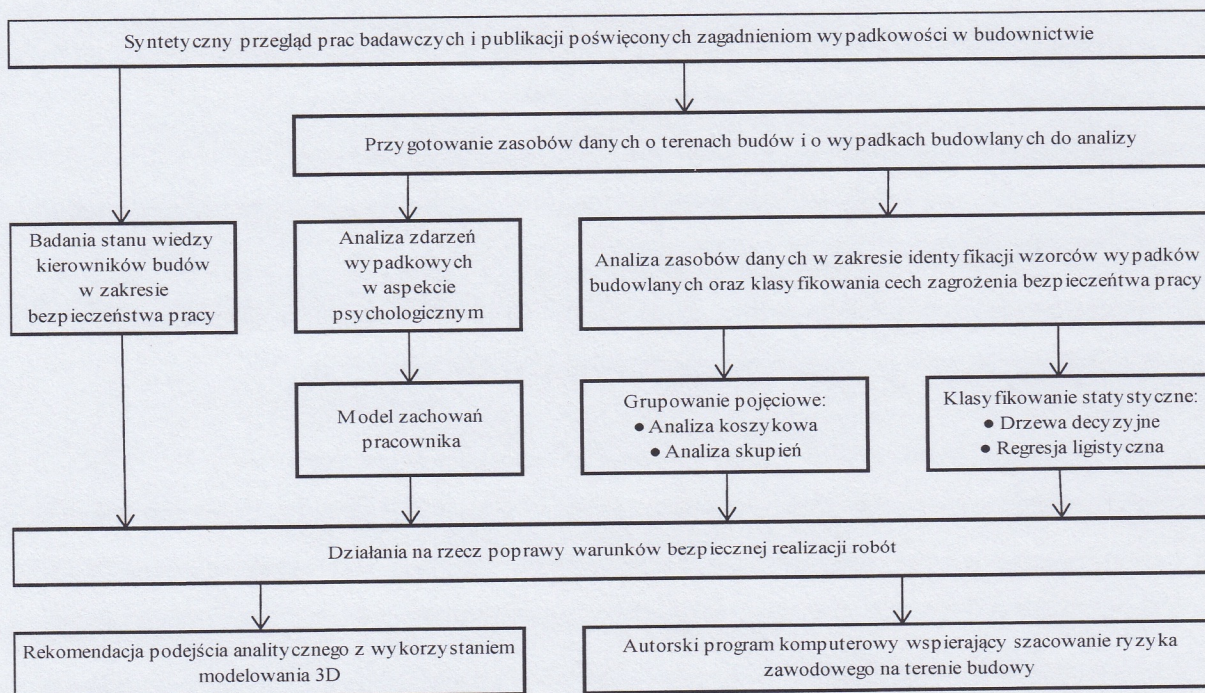 Syntetyczny przegląd prac badawczych i publikacji poświęconych zagadnieniom wypadkowości w budownictwie
Przygotowanie zasobów danych o terenach budów i o wypadkach budowlanych do analizy
Badania stanu wiedzy
kierowników budów
w zakresie
bezpieczeństwa pracy
Analiza zdarzeń
wypadkowych
w aspekcie
psychologicznym
Analiza zasobów danych w zakresie identyfikacji wzorców wypadków
budowlanych oraz klasyfikowania cech zagrożenia bezpieczeńtwa pracy
Model zachowań
pracownika
Grupowanie pojęciowe:
● Analiza koszykowa
● Analiza skupień
Klasyfikowanie statystyczne:
● Drzewa decyzyjne
● Regresja ligistyczna
Działania na rzecz poprawy warunków bezpiecznej realizacji robót
Rekomendacja podejścia analitycznego z wykorzystaniem
modelowania 3D
Autorski program komputerowy wspierający szacowanie ryzyka
zawodowego na terenie budowy